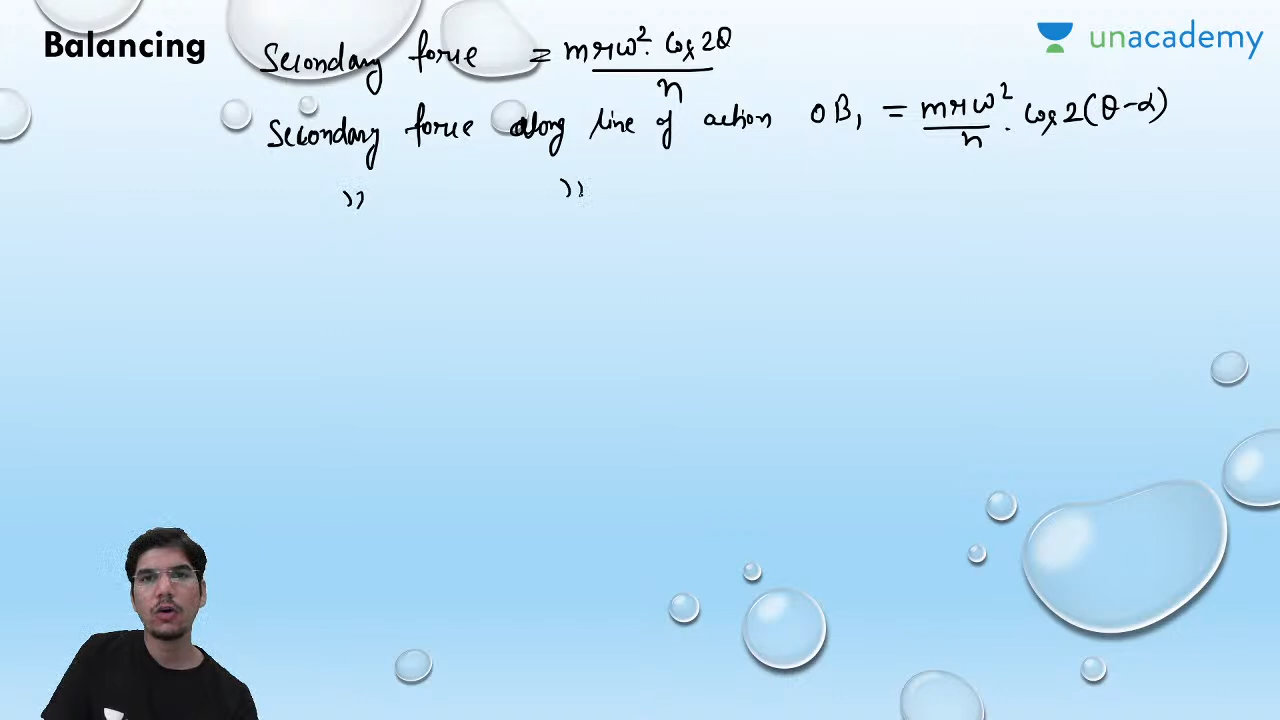 Balancing
unacademy
Secondary force = mrω². cos 2θ / n
Secondary force along line of action OB₁ = mrω² / n . cos 2(θ-α)
" "